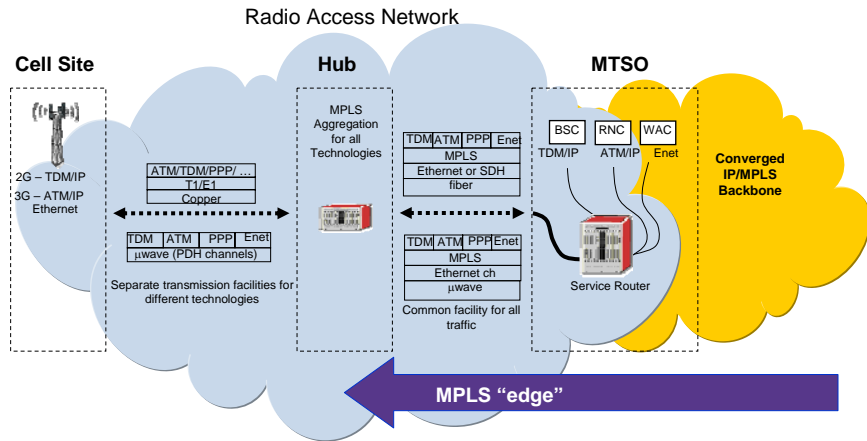 Radio Access Network
Cell Site
Hub
MTSO
2G – TDM/IP
3G – ATM/IP
Ethernet
ATM/TDM/PPP/ ...
T1/E1
Copper
TDM ATM PPP Enet
μwave (PDH channels)
Separate transmission facilities for
different technologies
MPLS
Aggregation
for all
Technologies
TDM ATM PPP Enet
MPLS
Ethernet or SDH
fiber
TDM ATM PPP Enet
MPLS
Ethernet ch
μwave
Common facility for all
traffic
BSC RNC WAC
TDM/IP ATM/IP Enet
Service Router
Converged
IP/MPLS
Backbone
MPLS “edge”